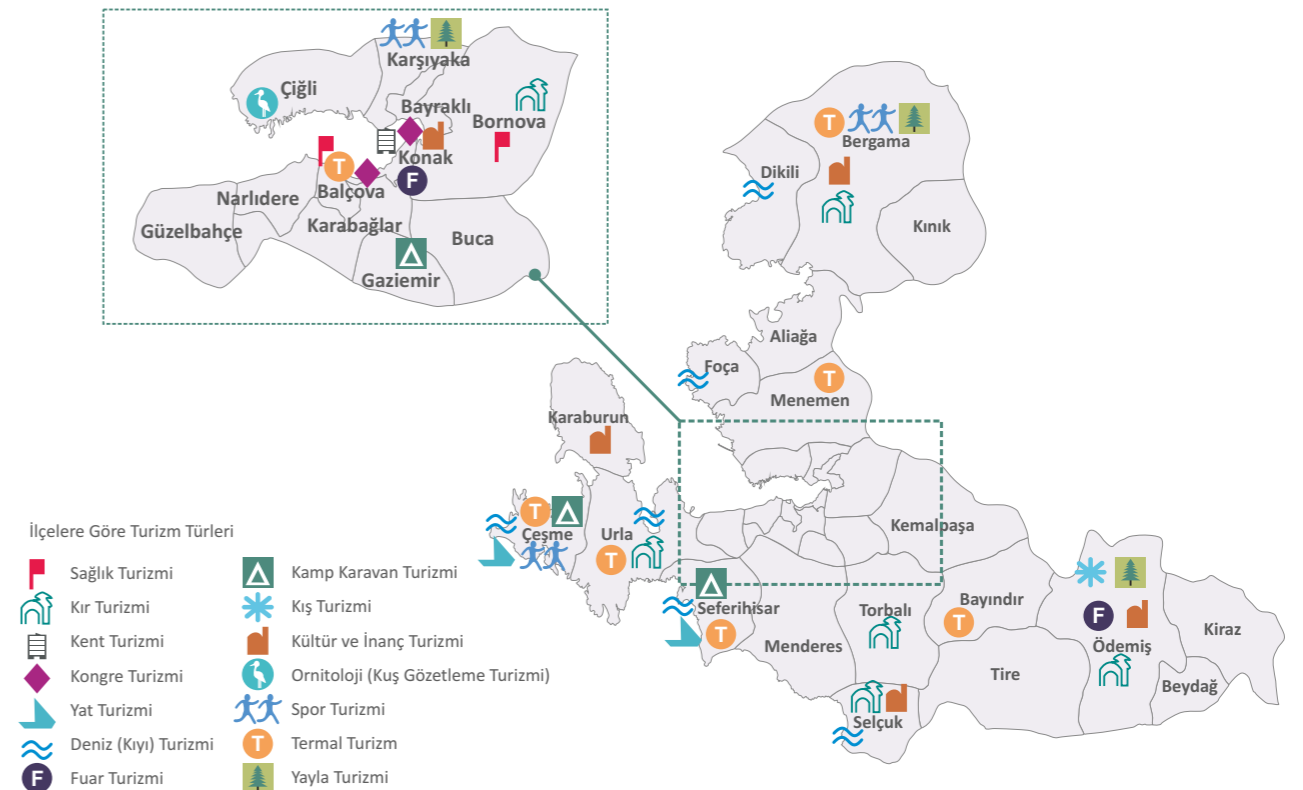 Karşıyaka
Çiğli
Bayraklı
Bornova
Konak
T
Balçova
F
Narlıdere
Güzelbahçe
Karabağlar
Buca
Gaziemir
T
Bergama
Dikili
Kınık
Aliağa
Foça
T
Menemen
Karaburun
T
Çeşme
Urla
T
Kemalpaşa
Seferihisar
T
Menderes
Torbalı
Bayındır
T
F
Ödemiş
Kiraz
Tire
Beydağ
Selçuk
İlçelere Göre Turizm Türleri
Sağlık Turizmi
Kır Turizmi
Kent Turizmi
Kongre Turizmi
Yat Turizmi
Deniz (Kıyı) Turizmi
F Fuar Turizmi
Kamp Karavan Turizmi
Kış Turizmi
Kültür ve İnanç Turizmi
Ornitoloji (Kuş Gözetleme Turizmi)
Spor Turizmi
T Termal Turizm
Yayla Turizmi